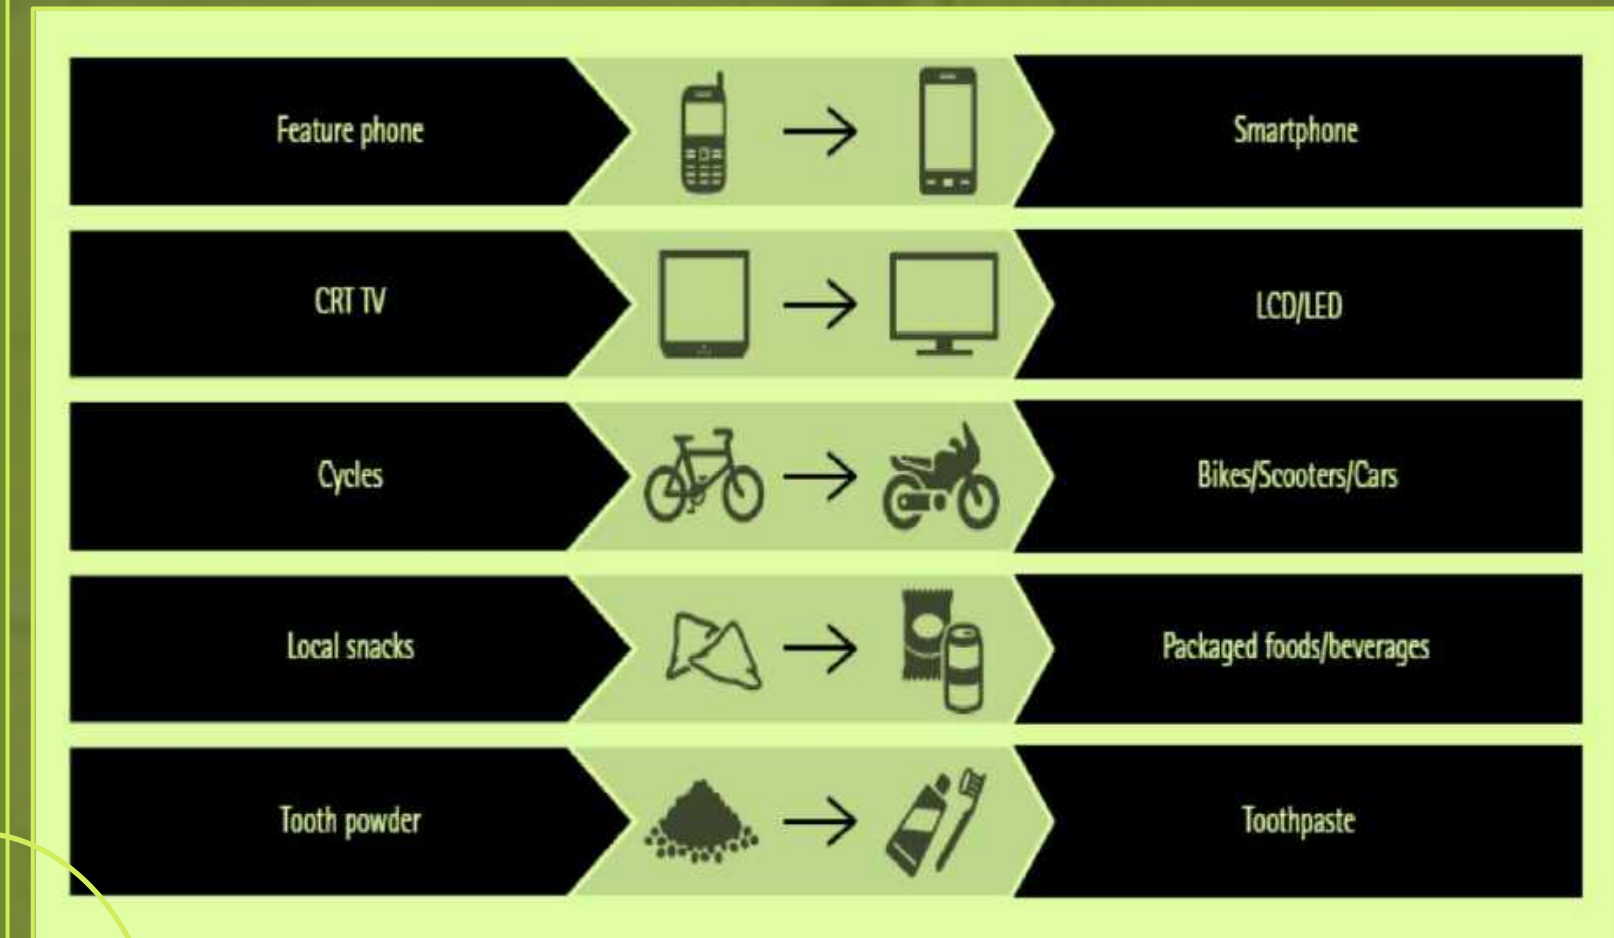 Feature phone
Smartphone
CRT TV
LCD/LED
Cycles
Bikes/Scooters/Cars
Local snacks
Packaged foods/beverages
Tooth powder
Toothpaste